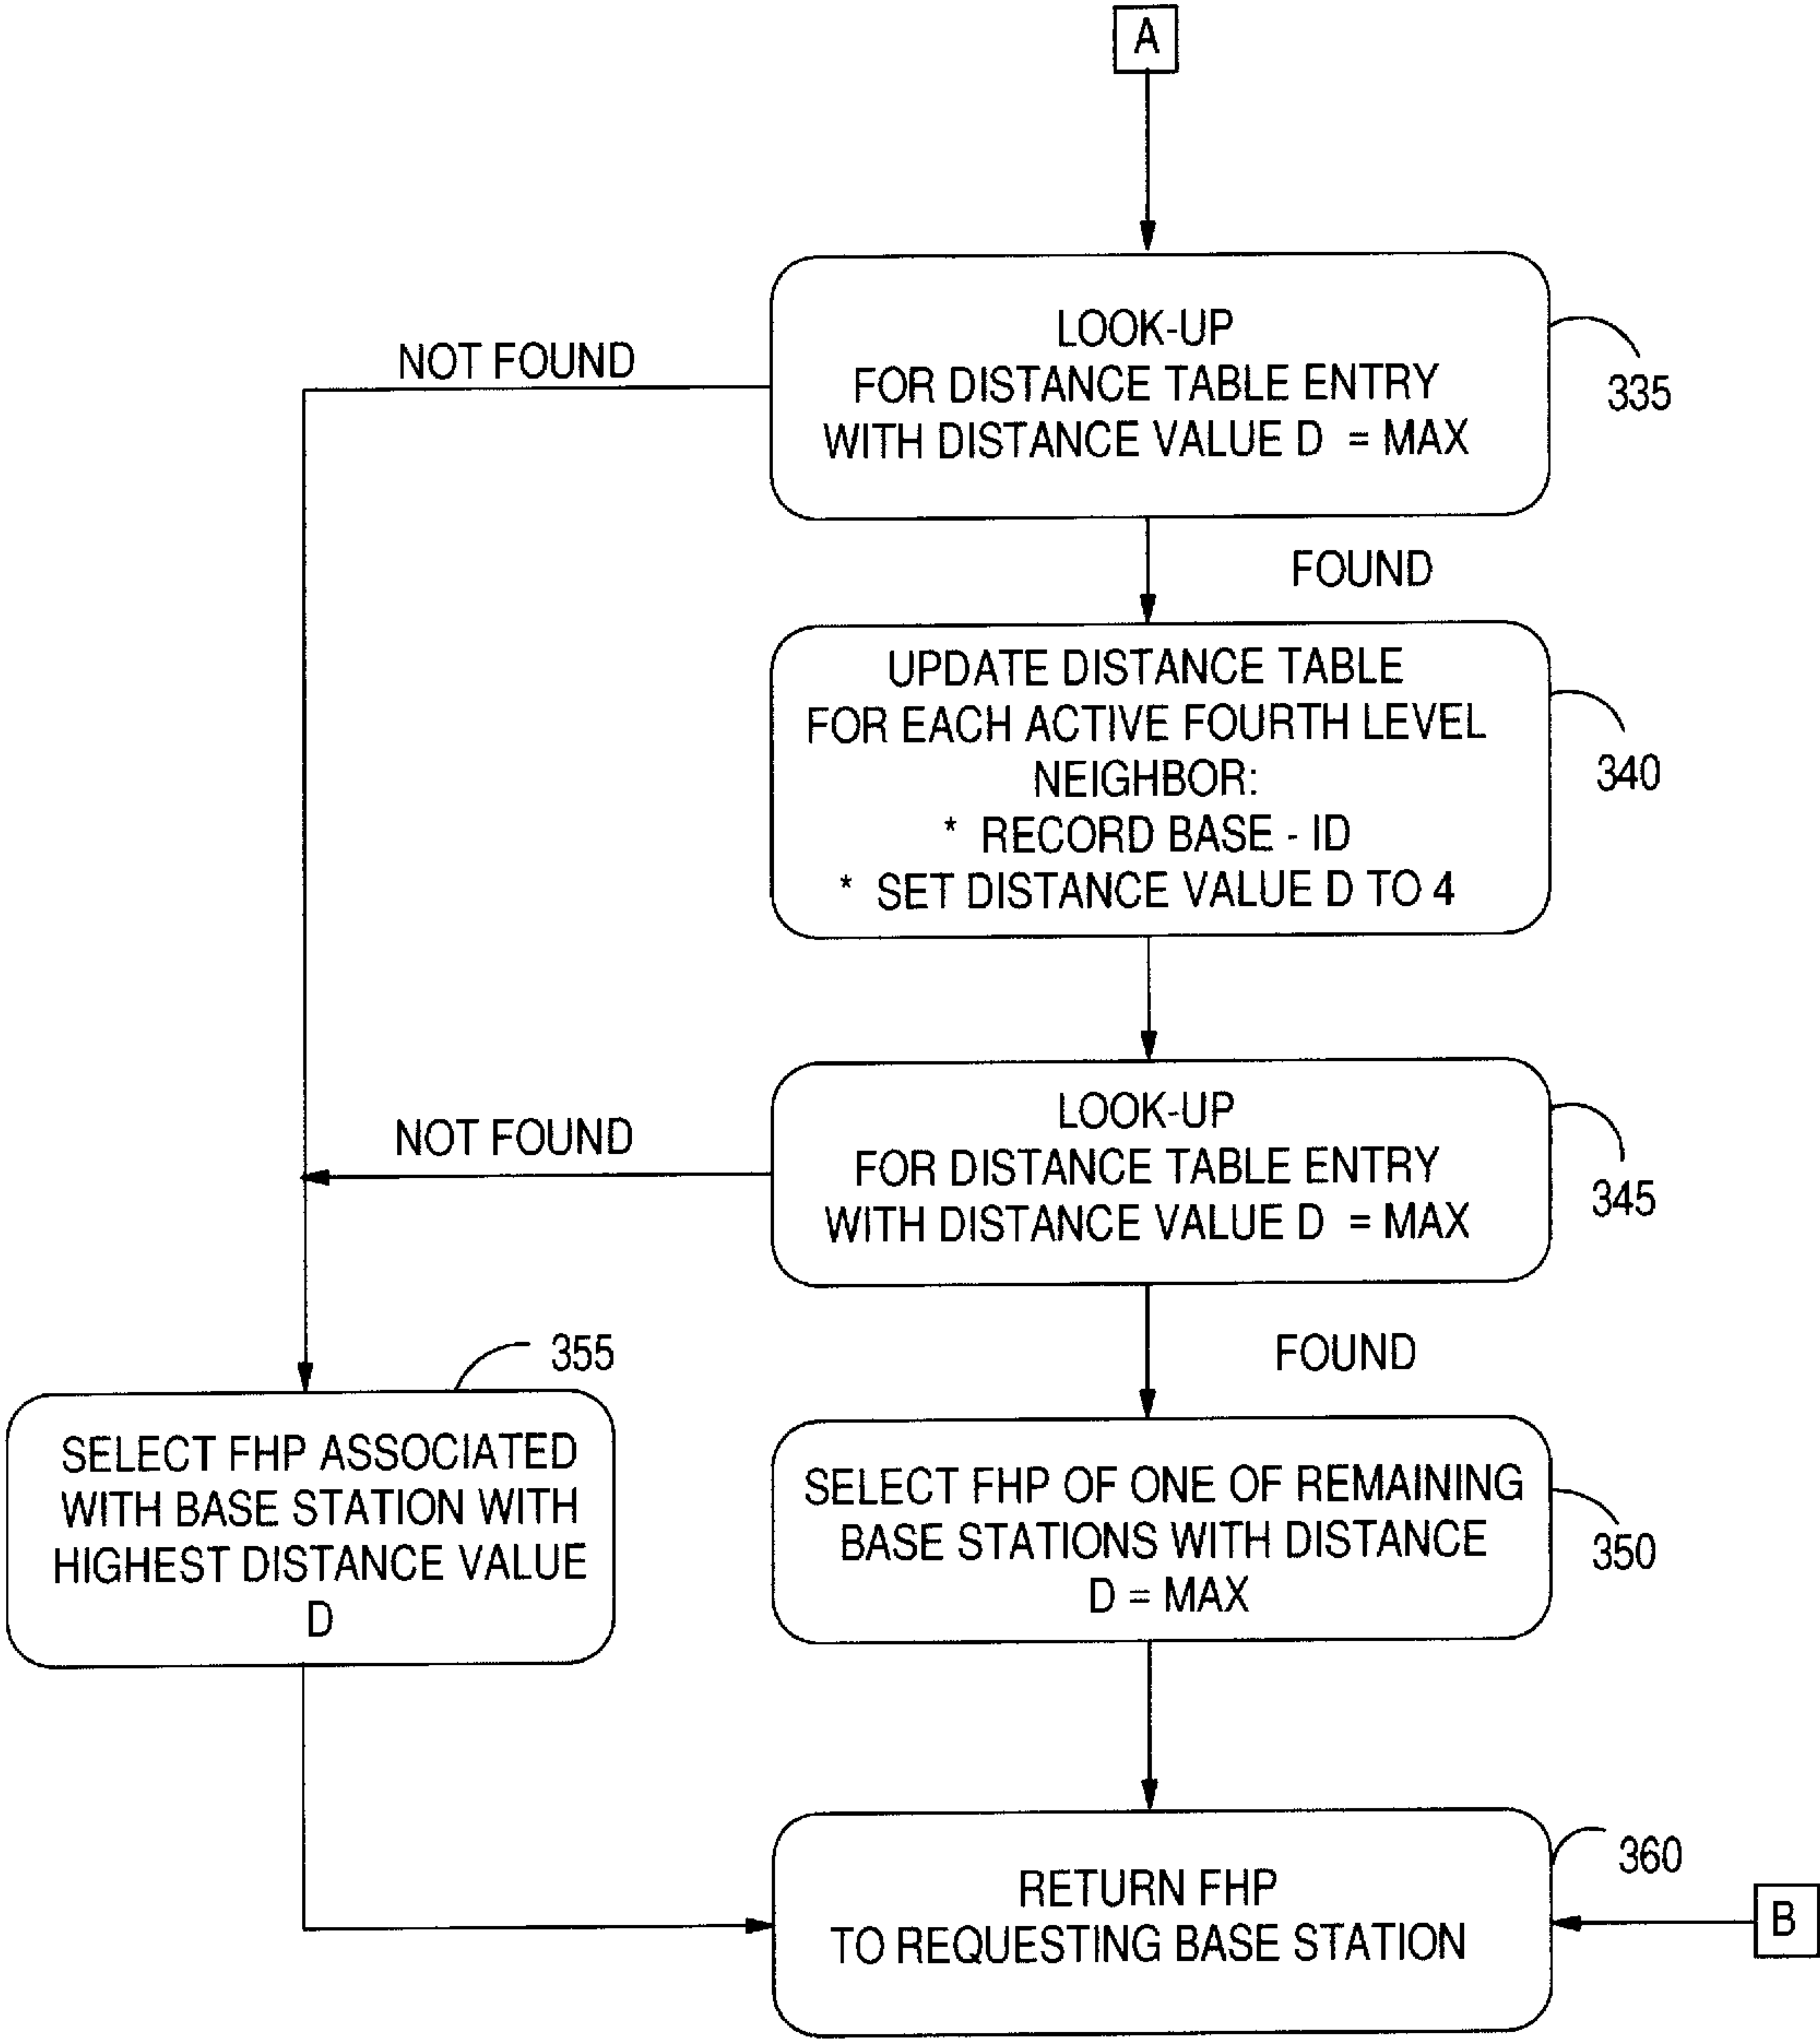 A
LOOK-UP
FOR DISTANCE TABLE ENTRY
WITH DISTANCE VALUE D = MAX
335
NOT FOUND
FOUND
UPDATE DISTANCE TABLE
FOR EACH ACTIVE FOURTH LEVEL
NEIGHBOR:
* RECORD BASE - ID
* SET DISTANCE VALUE D TO 4
340
LOOK-UP
FOR DISTANCE TABLE ENTRY
WITH DISTANCE VALUE D = MAX
345
NOT FOUND
FOUND
355
SELECT FHP ASSOCIATED
WITH BASE STATION WITH
HIGHEST DISTANCE VALUE
D
SELECT FHP OF ONE OF REMAINING
BASE STATIONS WITH DISTANCE
D = MAX
350
RETURN FHP
TO REQUESTING BASE STATION
360
B